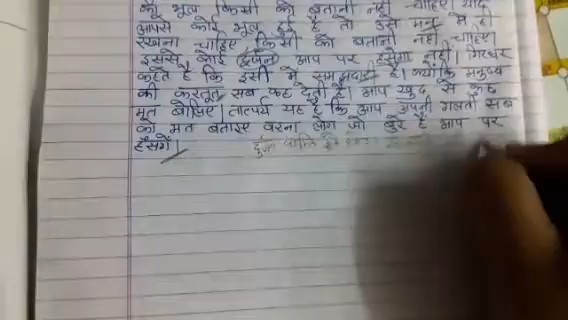 कोई भूल किसी को बतानी नहीं चाहिए। यदि
आपसे कोई भूल हुई है तो उसे मन में ही
रखना चाहिए, किसी को बताना नहीं चाहिए।
इससे कोई दुर्जन आप पर हँसेगा नहीं। गिरधर
कहते है कि इसी में समझदारी है। क्योकि मनुष्य
की करतूत सब कह देती है। आप खुद से कुछ
मत बोलिए। तात्पर्य यह है कि आप अपनी गलती सब
को मत बताइए वरना लोग जो बुरे हैं आप पर
हँसेगें।